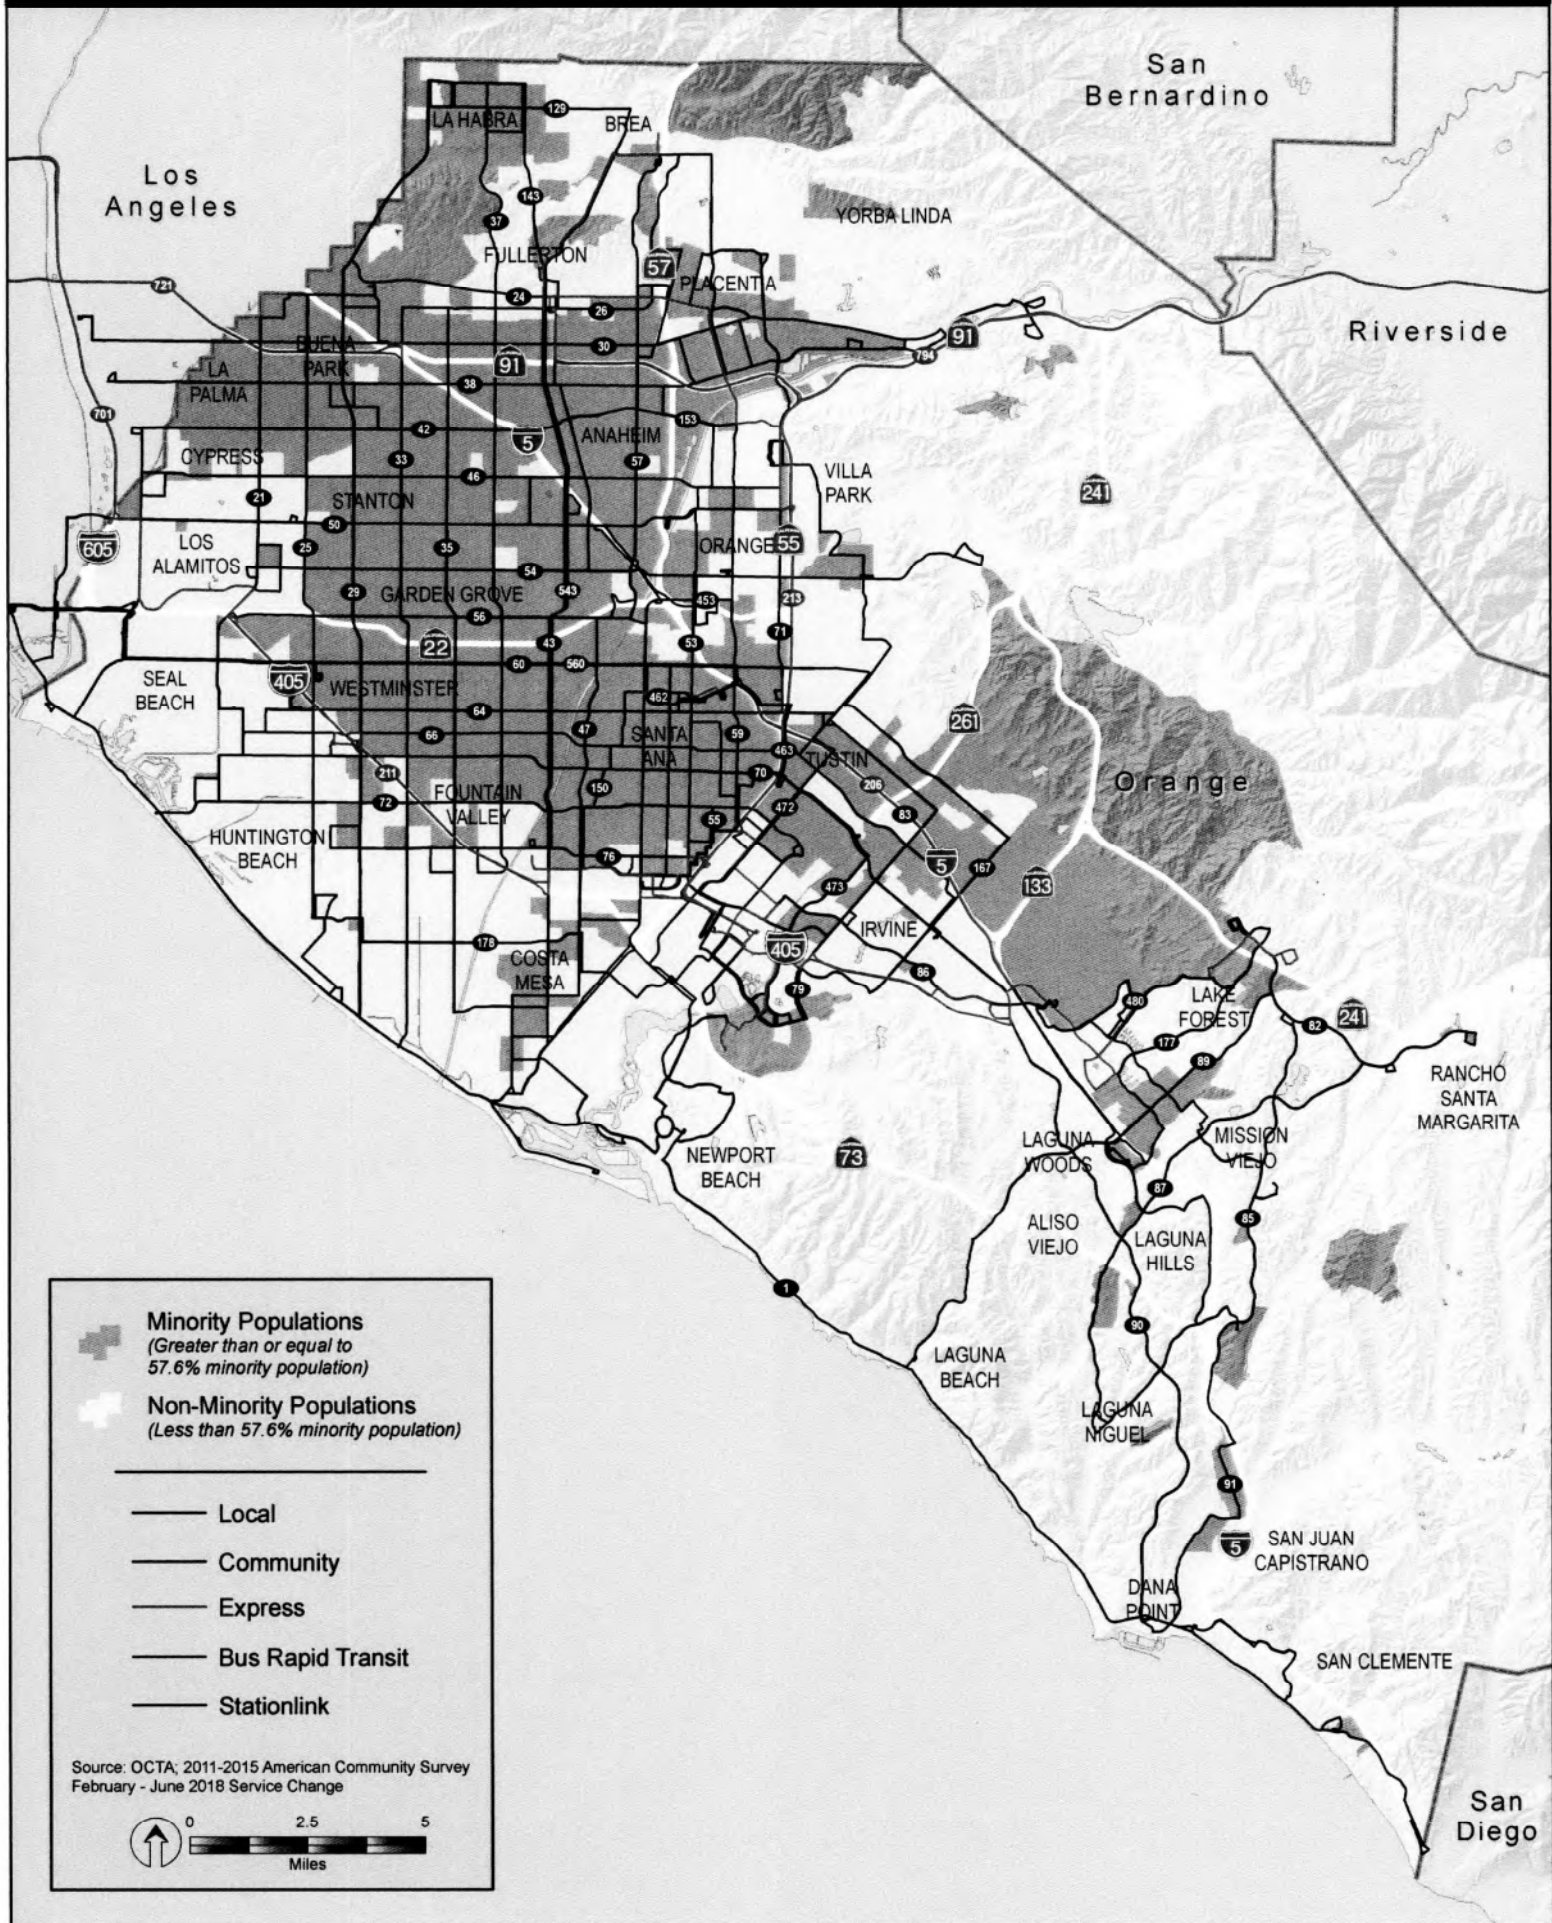 San
Bernardino
129
LA HABRA
BREA
Los
Angeles
143
37
YORBA LINDA
FULLERTON
57
PLACENTIA
721
24
26
Riverside
BUENA
PARK
30
91
91
794
LA
PALMA
38
701
42
153
5
ANAHEIM
CYPRESS
33
57
46
VILLA
PARK
21
STANTON
241
50
605
LOS
ALAMITOS
25
35
ORANGE
55
54
29
GARDEN GROVE
543
453
213
56
22
43
53
71
60
560
SEAL
BEACH
405
WESTMINSTER
462
64
261
66
47
SANTA
ANA
59
463
TUSTIN
211
70
206
Orange
72
FOUNTAIN
VALLEY
150
472
83
55
HUNTINGTON
BEACH
76
5
167
473
133
IRVINE
178
405
COSTA
MESA
86
79
480
LAKE
FOREST
241
82
177
89
RANCHO
SANTA
MARGARITA
NEWPORT
BEACH
73
LAGUNA
WOODS
MISSION
VIEJO
87
85
ALISO
VIEJO
LAGUNA
HILLS
1
90
LAGUNA
BEACH
LAGUNA
NIGUEL
91
5
SAN JUAN
CAPISTRANO
DANA
POINT
SAN CLEMENTE
San
Diego
Minority Populations
(Greater than or equal to
57.6% minority population)
Non-Minority Populations
(Less than 57.6% minority population)
Local
Community
Express
Bus Rapid Transit
Stationlink
Source: OCTA; 2011-2015 American Community Survey
February - June 2018 Service Change
0 2.5 5
Miles